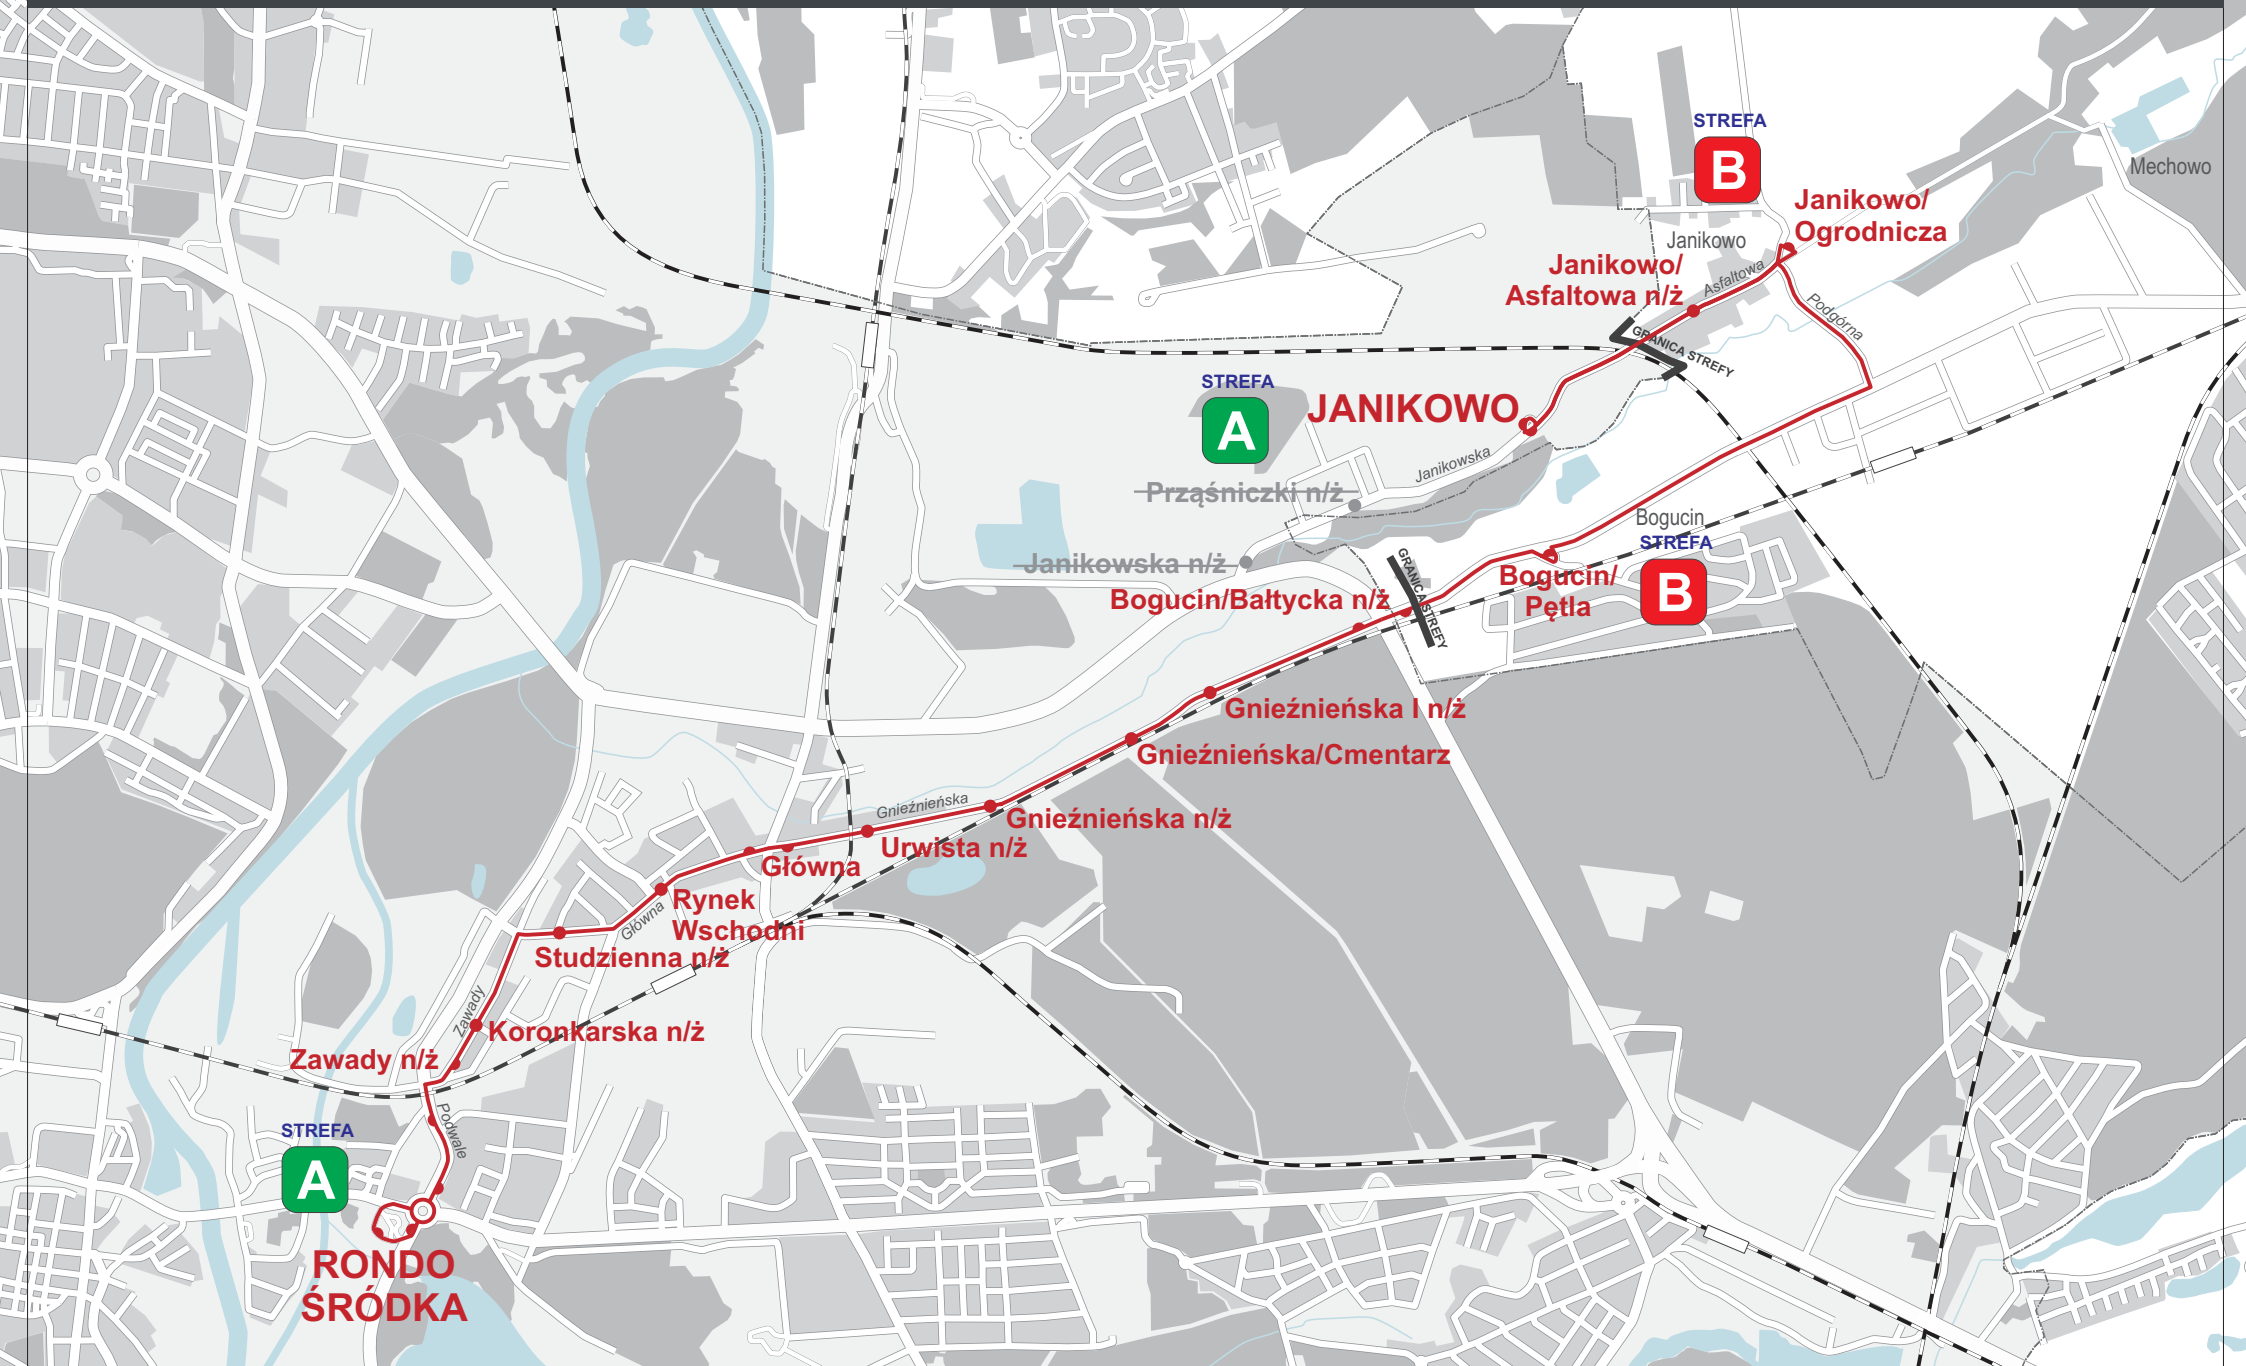 STREFA
B
Mechowo
Janikowo/
Ogrodnicza
Janikowo
Janikowo/
Asfaltowa n/ż
Asfaltowa
Podgórna
GRANICA STREFY
STREFA
A
JANIKOWO
Janikowska
Prząśniczki n/ż
Janikowska n/ż
Bogucin
STREFA
B
Bogucin/
Pętla
GRANICA STREFY
Bogucin/Bałtycka n/ż
Gnieźnieńska I n/ż
Gnieźnieńska/Cmentarz
Gnieźnieńska
Gnieźnieńska n/ż
Urwista n/ż
Główna
Rynek
Wschodni
Główna
Studzienna n/ż
Zawady
Koronkarska n/ż
Zawady n/ż
Podwale
STREFA
A
RONDO
ŚRÓDKA